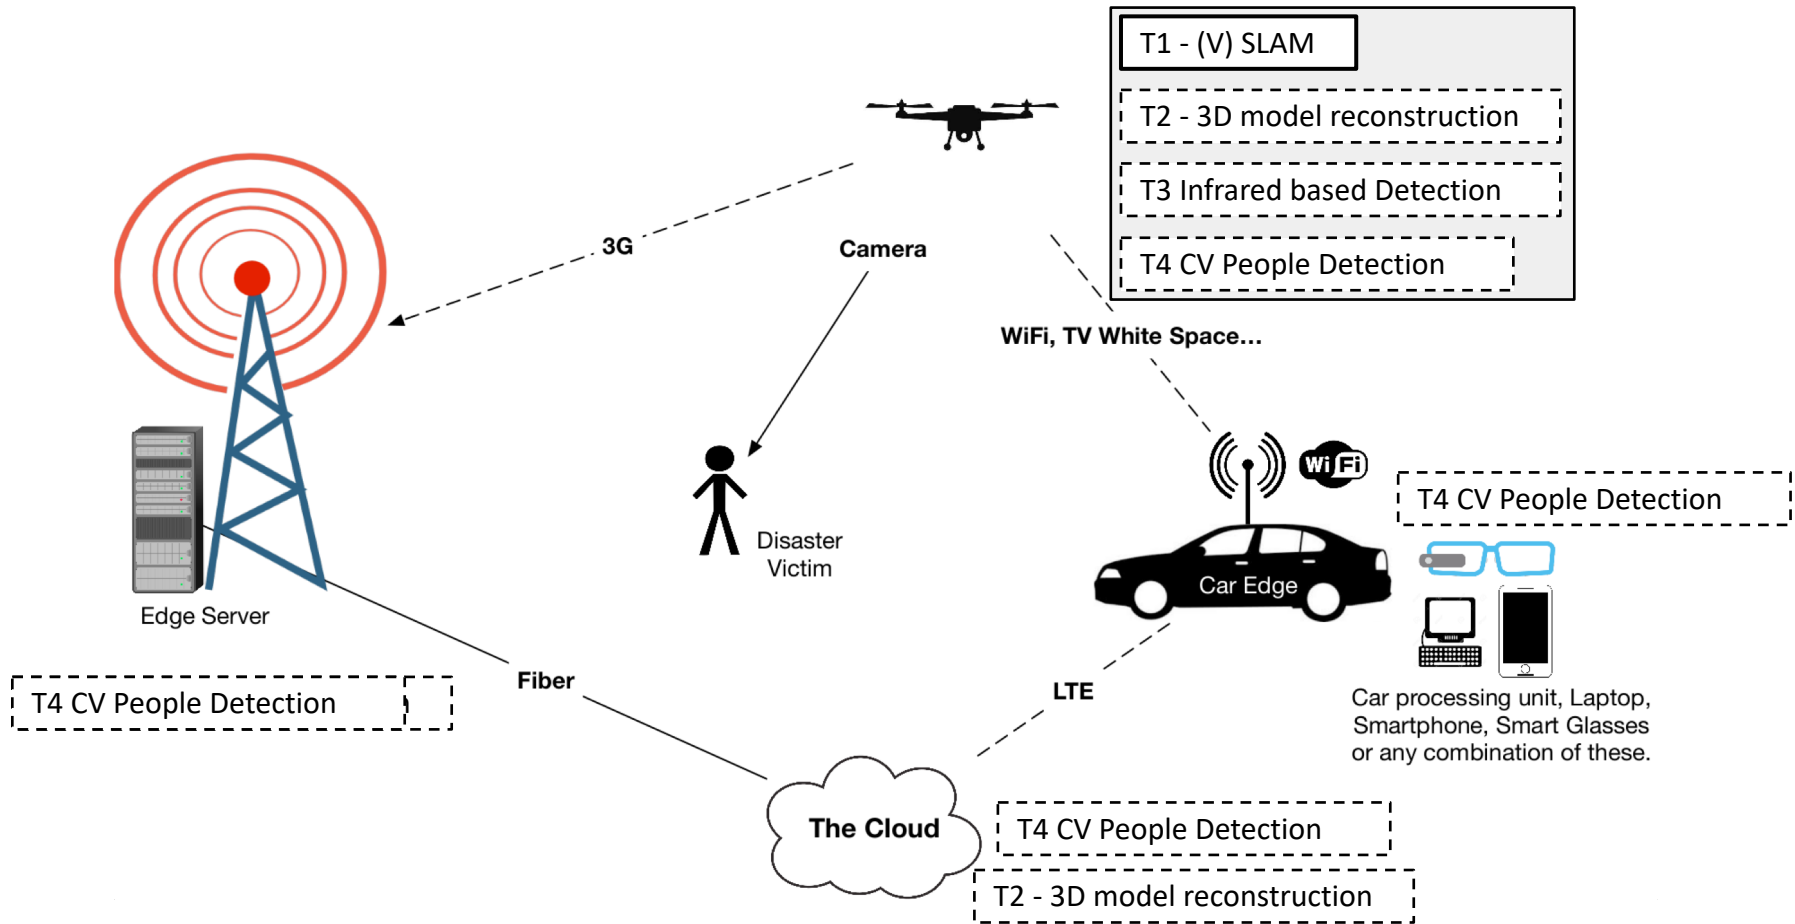 T1 - (V) SLAM
T2 - 3D model reconstruction
T3 Infrared based Detection
T4 CV People Detection
3G
Camera
WiFi, TV White Space...
WiFi
T4 CV People Detection
Disaster
Victim
Car Edge
Edge Server
T4 CV People Detection
Fiber
LTE
Car processing unit, Laptop,
Smartphone, Smart Glasses
or any combination of these.
The Cloud
T4 CV People Detection
T2 - 3D model reconstruction